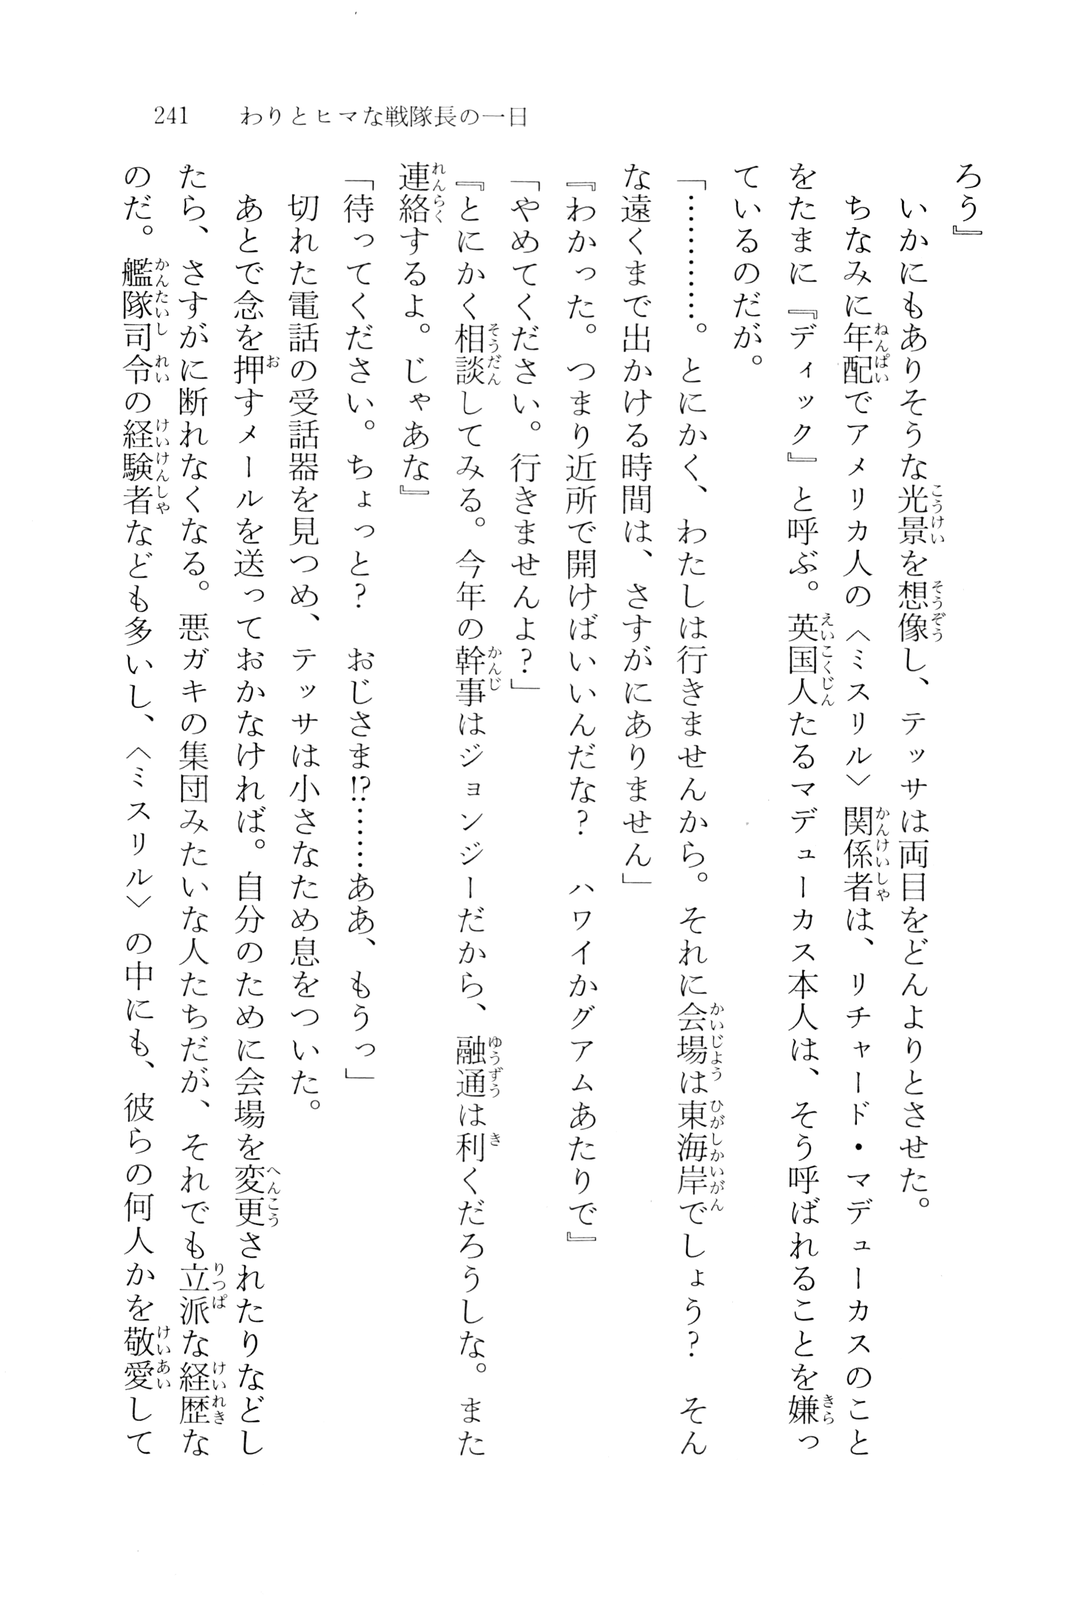 241　わりとヒマな戦隊長の一日
ろう』
　いかにもありそうな光景を想像し、テッサは両目をどんよりとさせた。
　ちなみに年配でアメリカ人の〈ミスリル〉関係者は、リチャード・マデューカスのこと
をたまに『ディック』と呼ぶ。英国人たるマデューカス本人は、そう呼ばれることを嫌っ
ているのだが。
「…………。とにかく、わたしは行きませんから。それに会場は東海岸でしょう？　そん
な遠くまで出かける時間は、さすがにありません」
『わかった。つまり近所で開けばいいんだな？　ハワイかグアムあたりで』
「やめてください。行きませんよ？」
『とにかく相談してみる。今年の幹事はジョンジーだから、融通は利くだろうしな。また
連絡するよ。じゃあな』
「待ってください。ちょっと？　おじさま!?……ああ、もうっ」
　切れた電話の受話器を見つめ、テッサは小さなため息をついた。
　あとで念を押すメールを送っておかなければ。自分のために会場を変更されたりなどし
たら、さすがに断れなくなる。悪ガキの集団みたいな人たちだが、それでも立派な経歴な
のだ。艦隊司令の経験者なども多いし、〈ミスリル〉の中にも、彼らの何人かを敬愛して